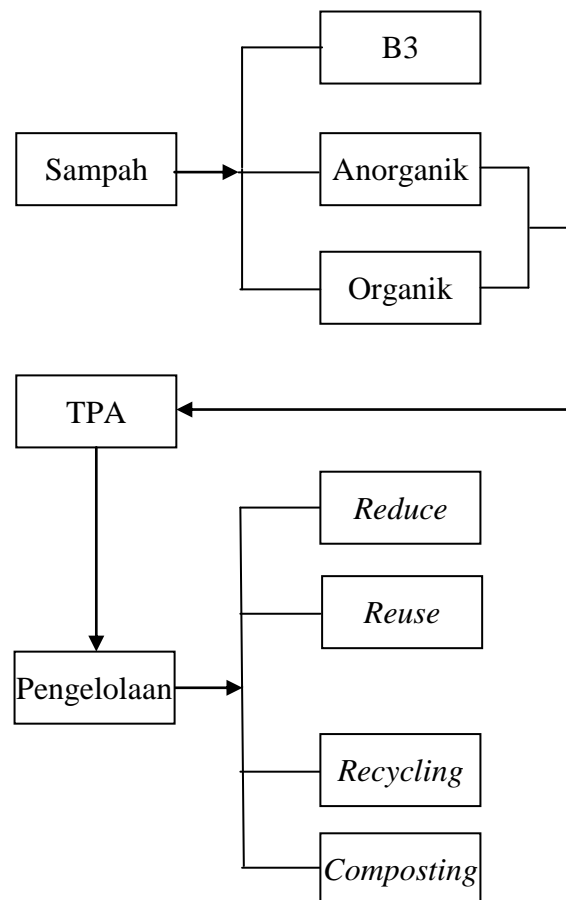 B3
Sampah
Anorganik
Organik
TPA
Reduce
Reuse
Pengelolaan
Recycling
Composting